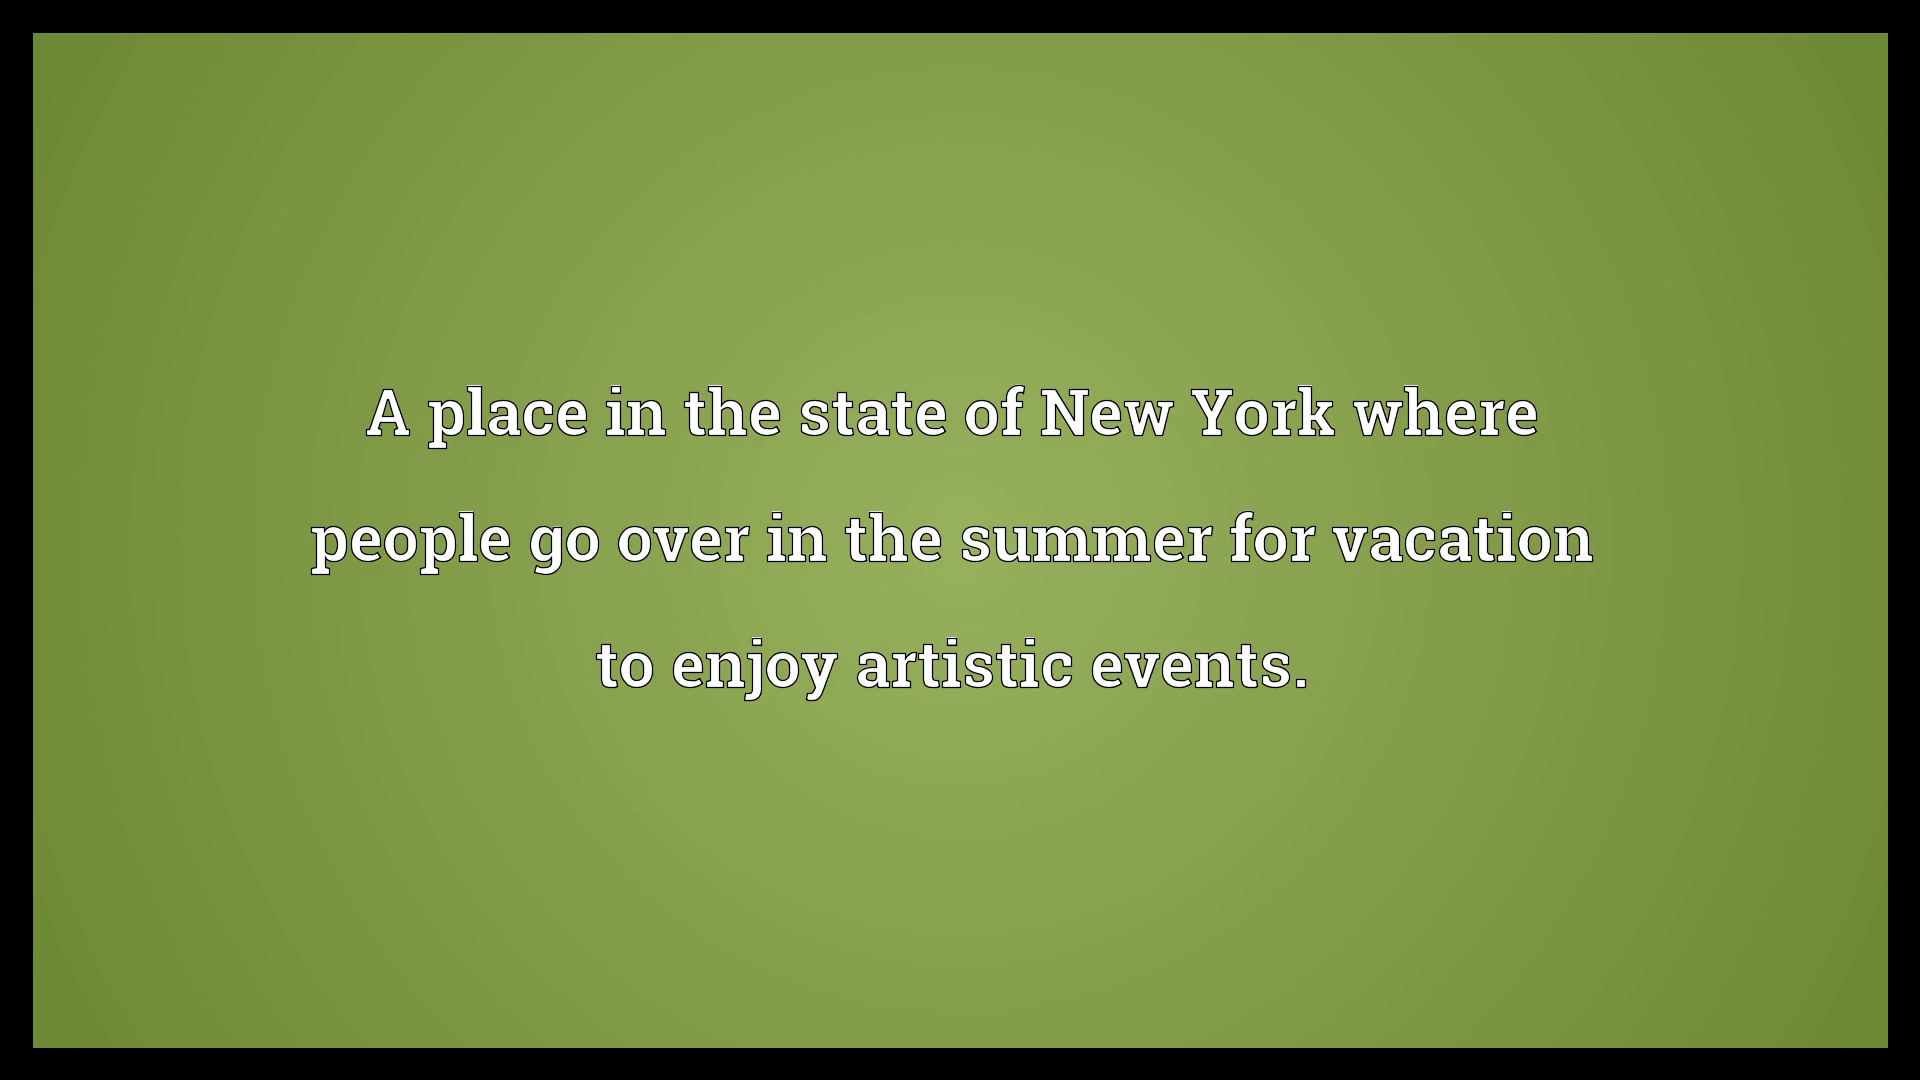 A place in the state of New York where
people go over in the summer for vacation
to enjoy artistic events.